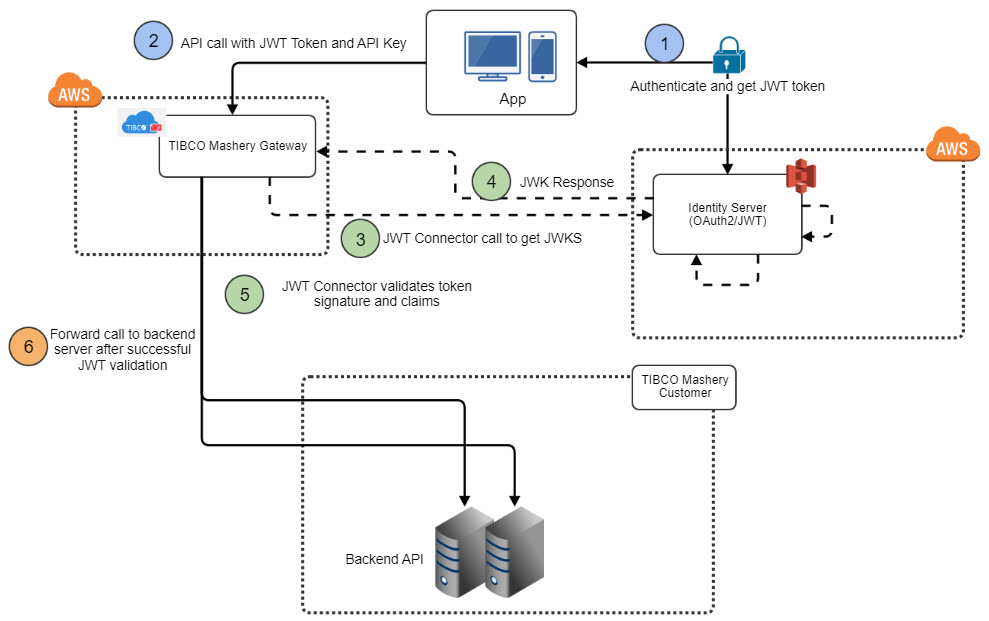 2
API call with JWT Token and API Key
App
1
Authenticate and get JWT token
AWS
TIBCO
TIBCO Mashery Gateway
AWS
4
JWK Response
Identity Server
(OAuth2/JWT)
3
JWT Connector call to get JWKS
5
JWT Connector validates token
signature and claims
6
Forward call to backend
server after successful
JWT validation
TIBCO Mashery
Customer
Backend API